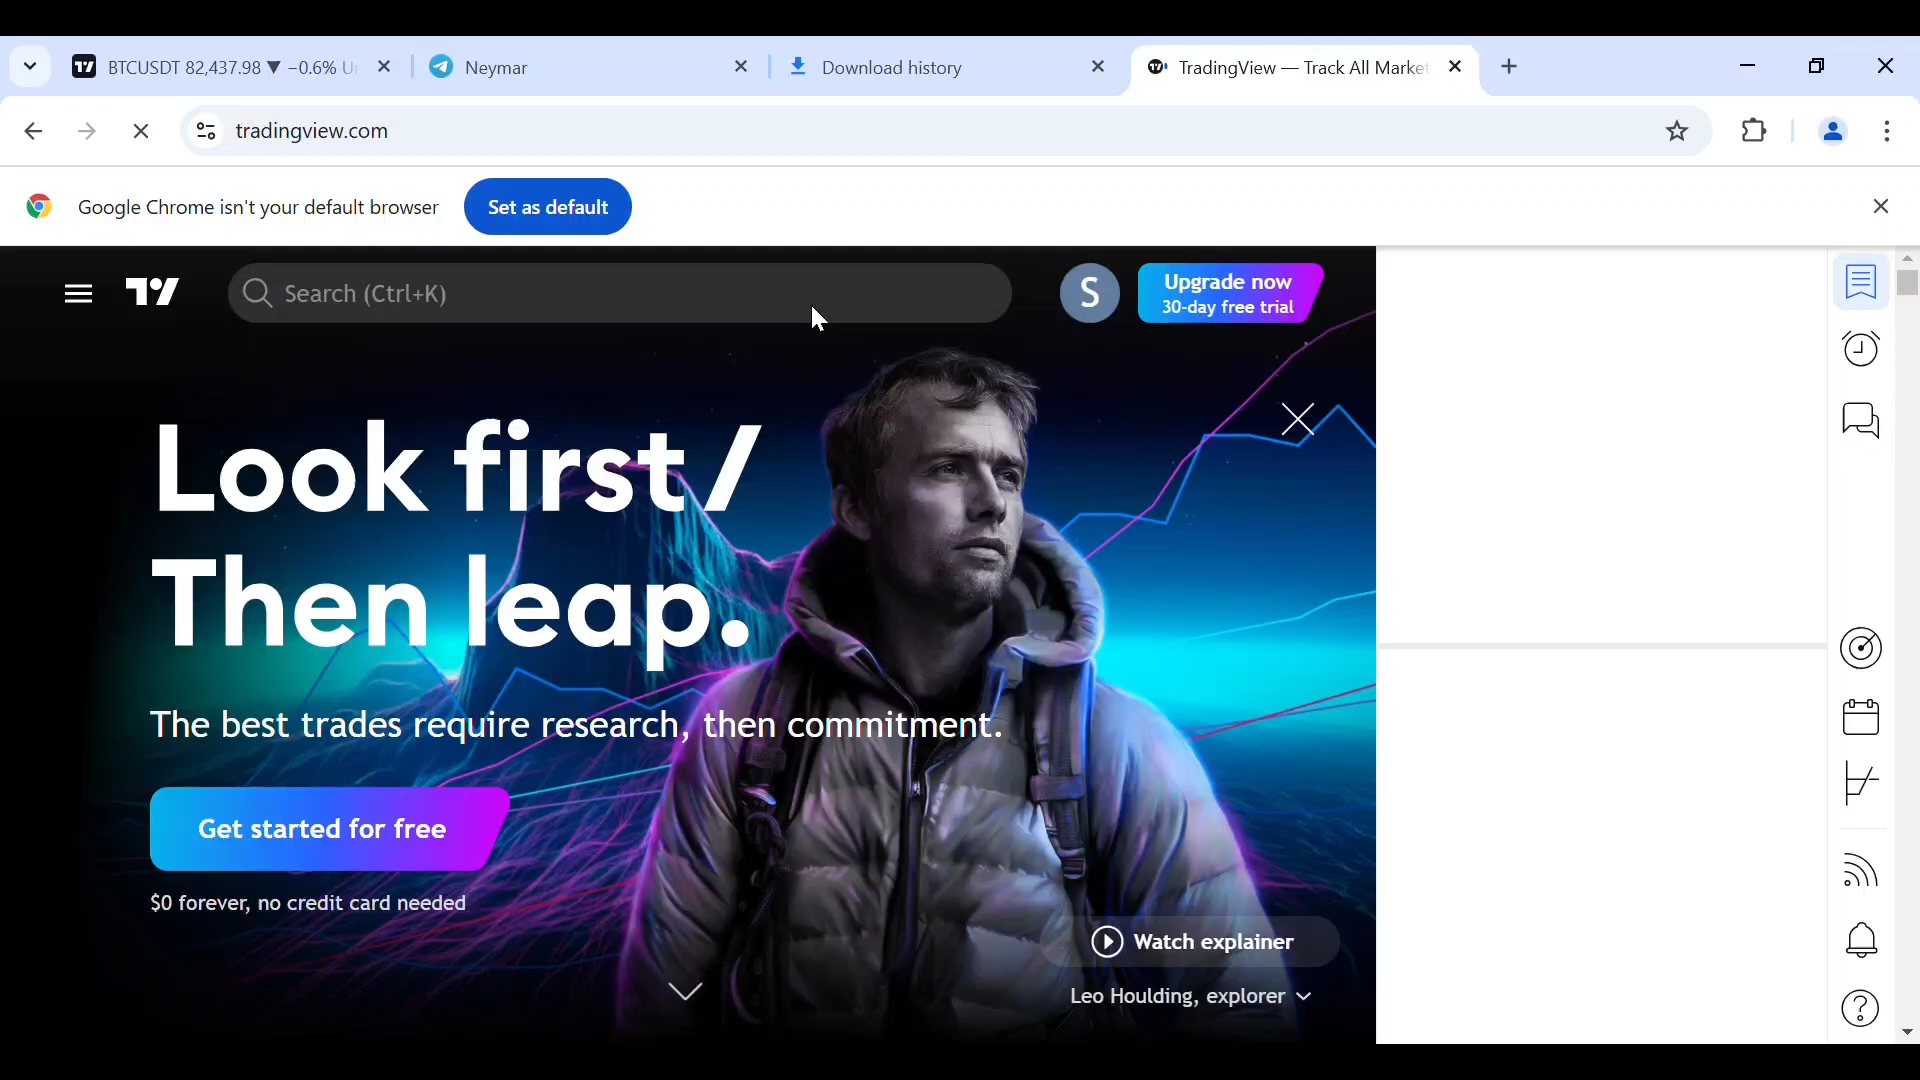 BTCUSDT 82,437.98 ▼ −0.6%
Neymar
Download history
TradingView — Track All Market
tradingview.com
Google Chrome isn't your default browser
Set as default
Search (Ctrl+K)
S
Upgrade now
30-day free trial
Look first/
Then leap.
The best trades require research, then commitment.
Get started for free
$0 forever, no credit card needed
Watch explainer
Leo Houlding, explorer